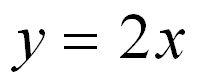 y = 2x